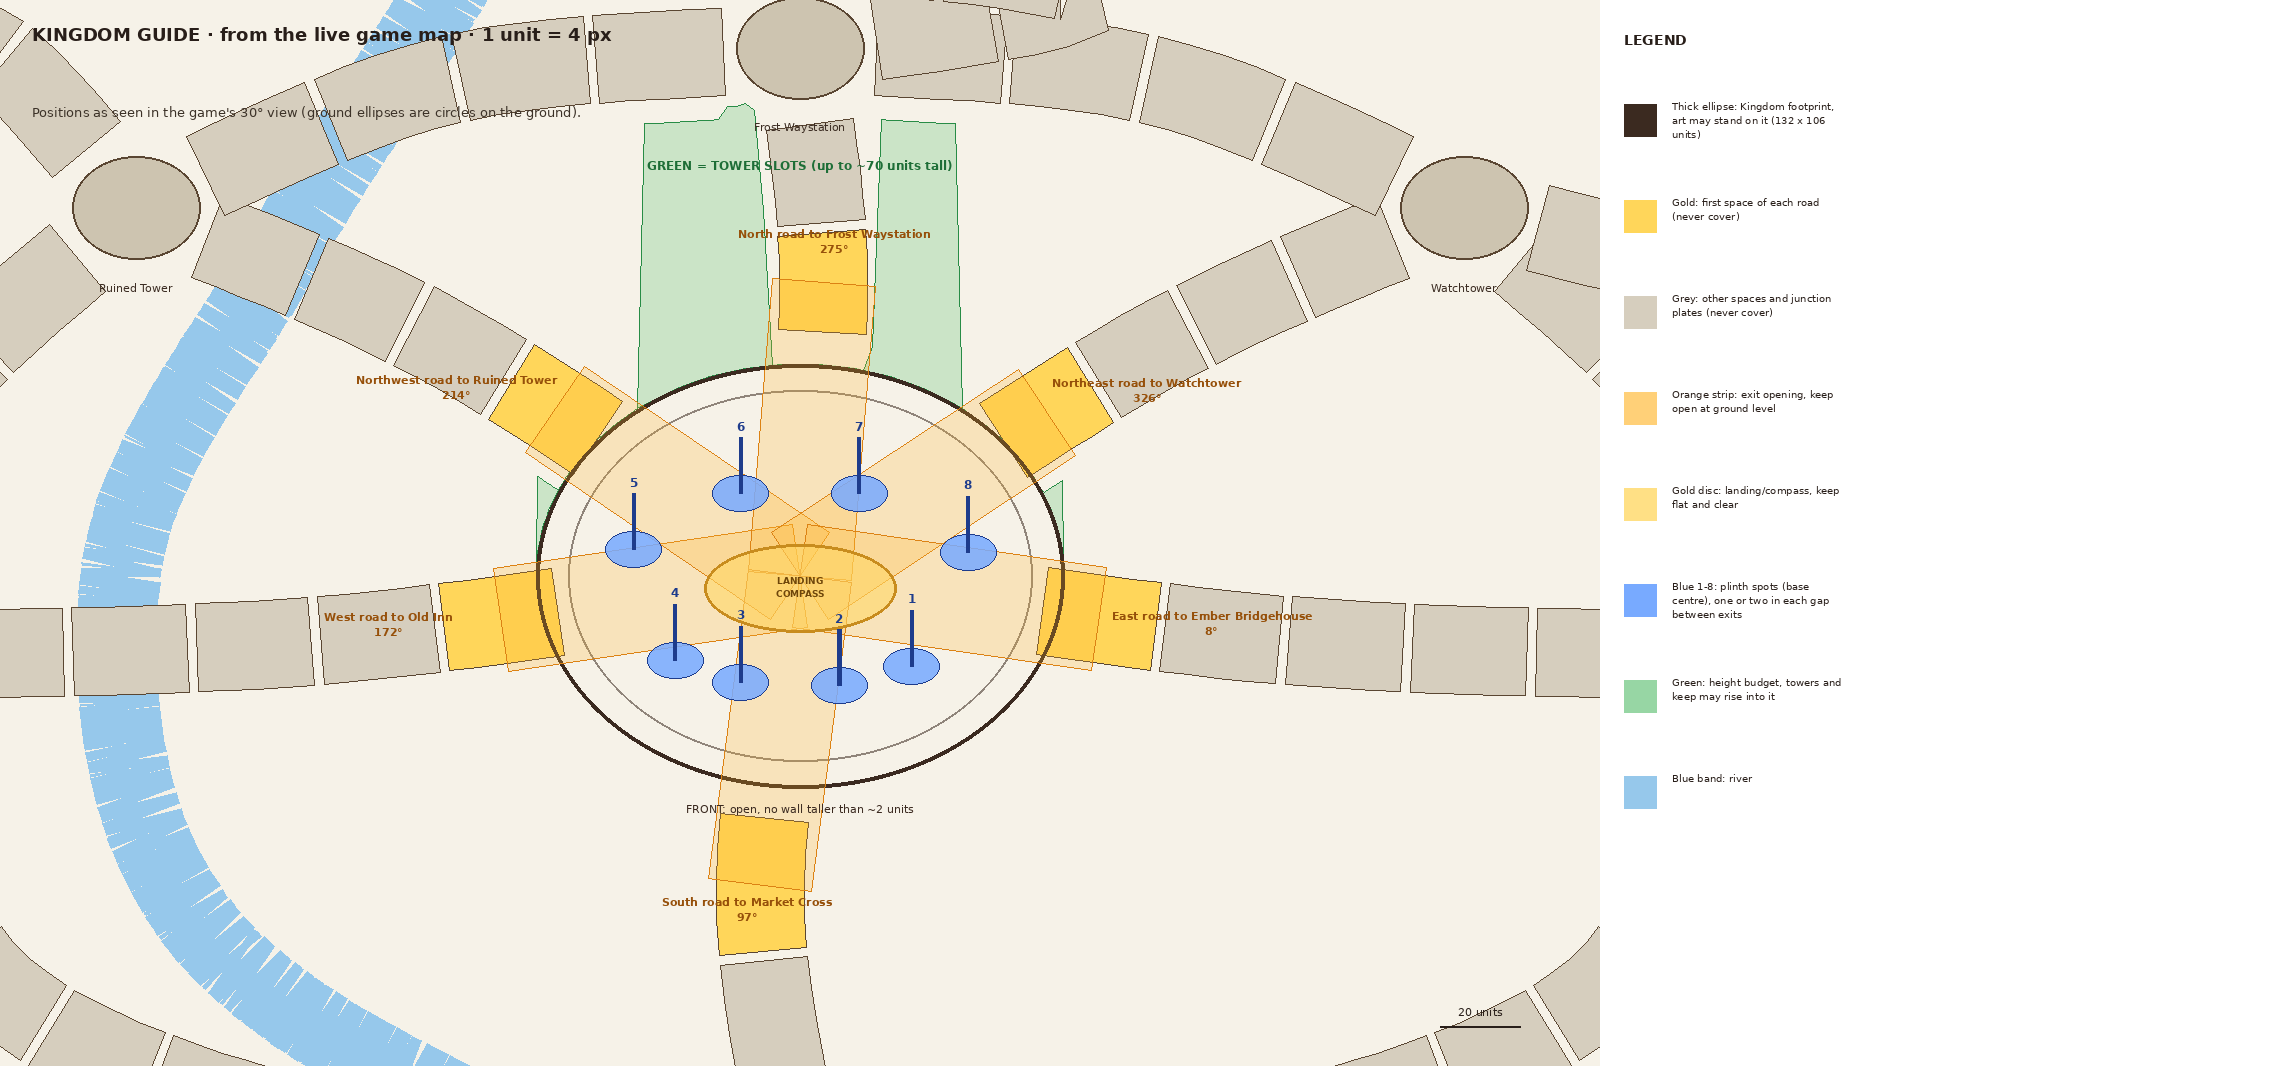 KINGDOM GUIDE · from the live game map · 1 unit = 4 px
Positions as seen in the game's 30° view (ground ellipses are circles on the ground).
Frost Waystation
GREEN = TOWER SLOTS (up to ~70 units tall)
North road to Frost Waystation
275°
Ruined Tower
Watchtower
Northwest road to Ruined Tower
214°
Northeast road to Watchtower
326°
6
7
5
8
LANDING
COMPASS
4
3
2
1
West road to Old Inn
172°
East road to Ember Bridgehouse
8°
FRONT: open, no wall taller than ~2 units
South road to Market Cross
97°
20 units
LEGEND
Thick ellipse: Kingdom footprint,
art may stand on it (132 x 106
units)
Gold: first space of each road
(never cover)
Grey: other spaces and junction
plates (never cover)
Orange strip: exit opening, keep
open at ground level
Gold disc: landing/compass, keep
flat and clear
Blue 1-8: plinth spots (base
centre), one or two in each gap
between exits
Green: height budget, towers and
keep may rise into it
Blue band: river